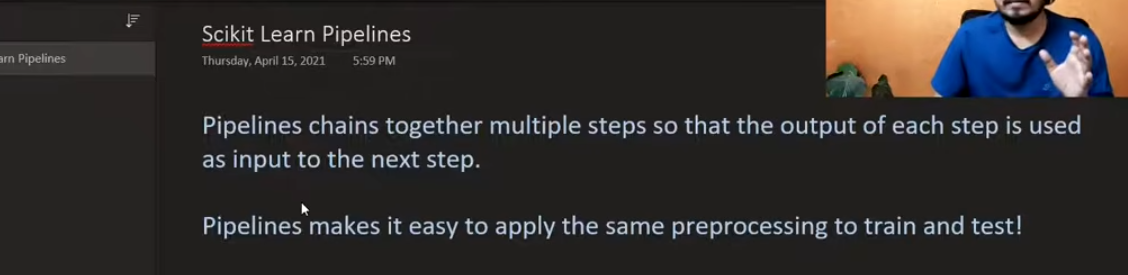 Scikit Learn Pipelines
Thursday, April 15, 2021 5:59 PM
arn Pipelines
Pipelines chains together multiple steps so that the output of each step is used
as input to the next step.
Pipelines makes it easy to apply the same preprocessing to train and test!